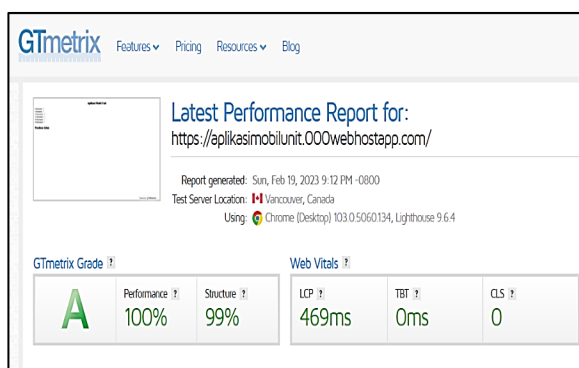 GTmetrix Features Pricing Resources Blog
Latest Performance Report for:
https://aplikasimobilunit.000webhostapp.com/
Report generated: Sun, Feb 19, 2023 9:12 PM -0800
Test Server Location: Vancouver, Canada
Using: Chrome (Desktop) 103.0.5060.134, Lighthouse 9.6.4
GTmetrix Grade ? Web Vitals ?
Performance ? Structure ? LCP ? TBT ? CLS ?
A 100% 99% 469ms 0ms 0